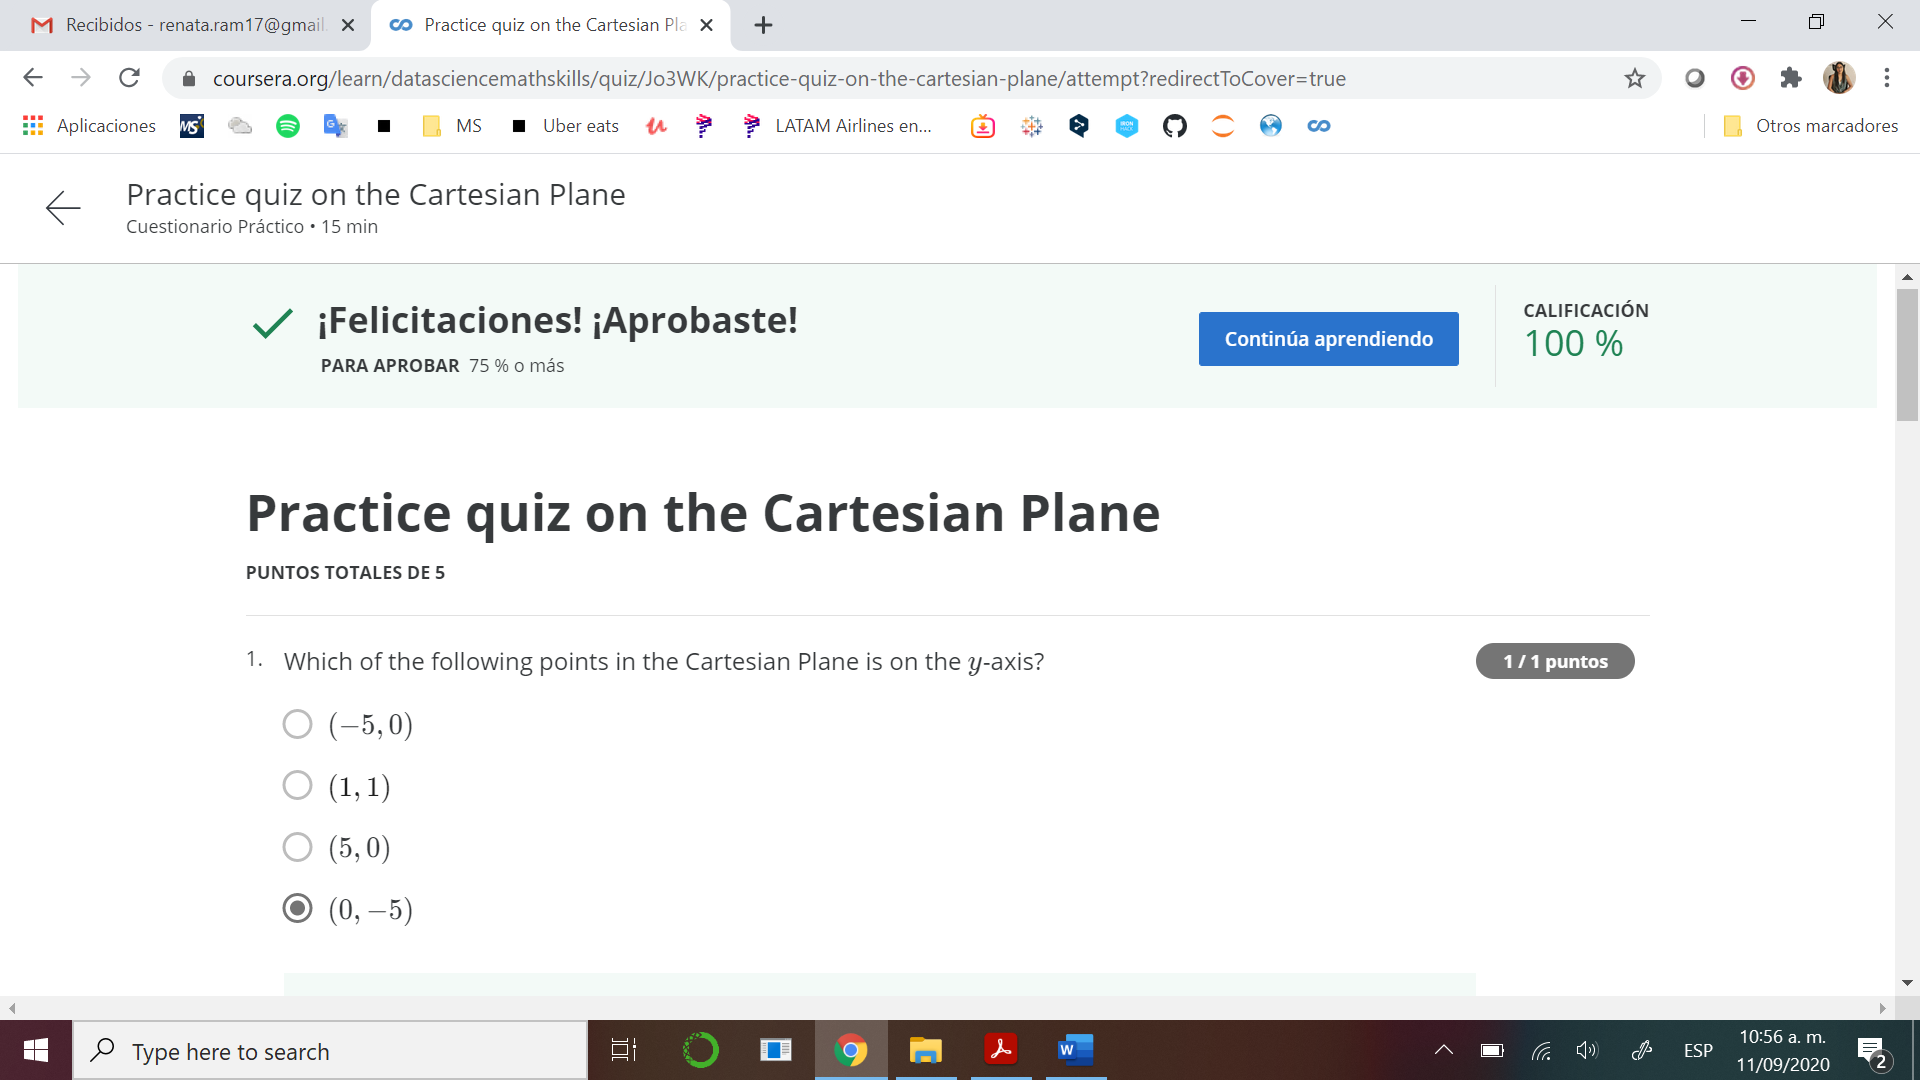 Recibidos - renata.ram17@gmail.
Practice quiz on the Cartesian Pla
coursera.org/learn/datasciencemathskills/quiz/Jo3WK/practice-quiz-on-the-cartesian-plane/attempt?redirectToCover=true
Aplicaciones
MS
Uber eats
LATAM Airlines en...
Otros marcadores
Practice quiz on the Cartesian Plane
Cuestionario Práctico • 15 min
¡Felicitaciones! ¡Aprobaste!
PARA APROBAR 75 % o más
Continúa aprendiendo
CALIFICACIÓN
100 %
Practice quiz on the Cartesian Plane
PUNTOS TOTALES DE 5
1. Which of the following points in the Cartesian Plane is on the y-axis?
1 / 1 puntos
(−5, 0)
(1, 1)
(5, 0)
(0, −5)
Type here to search
ESP
10:56 a. m.
11/09/2020
2